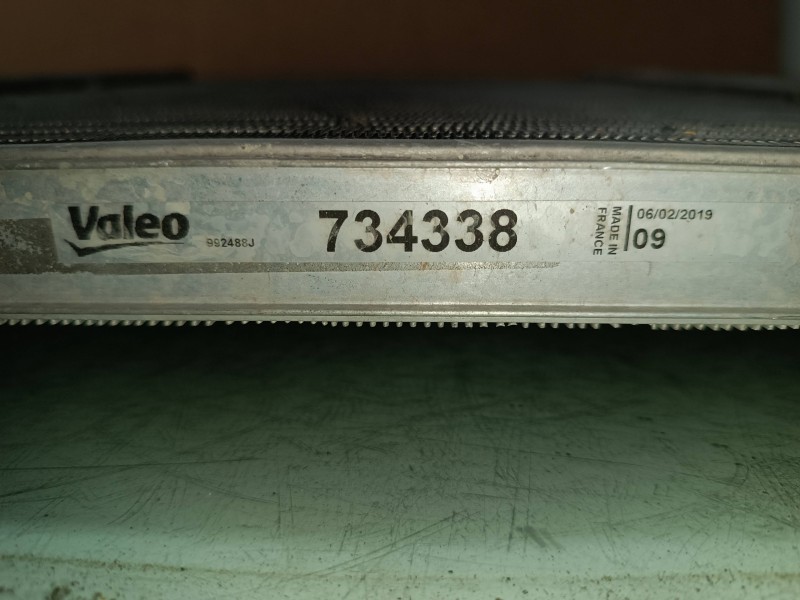 Valeo
992488J
734338
MADE IN
FRANCE
06/02/2019
09